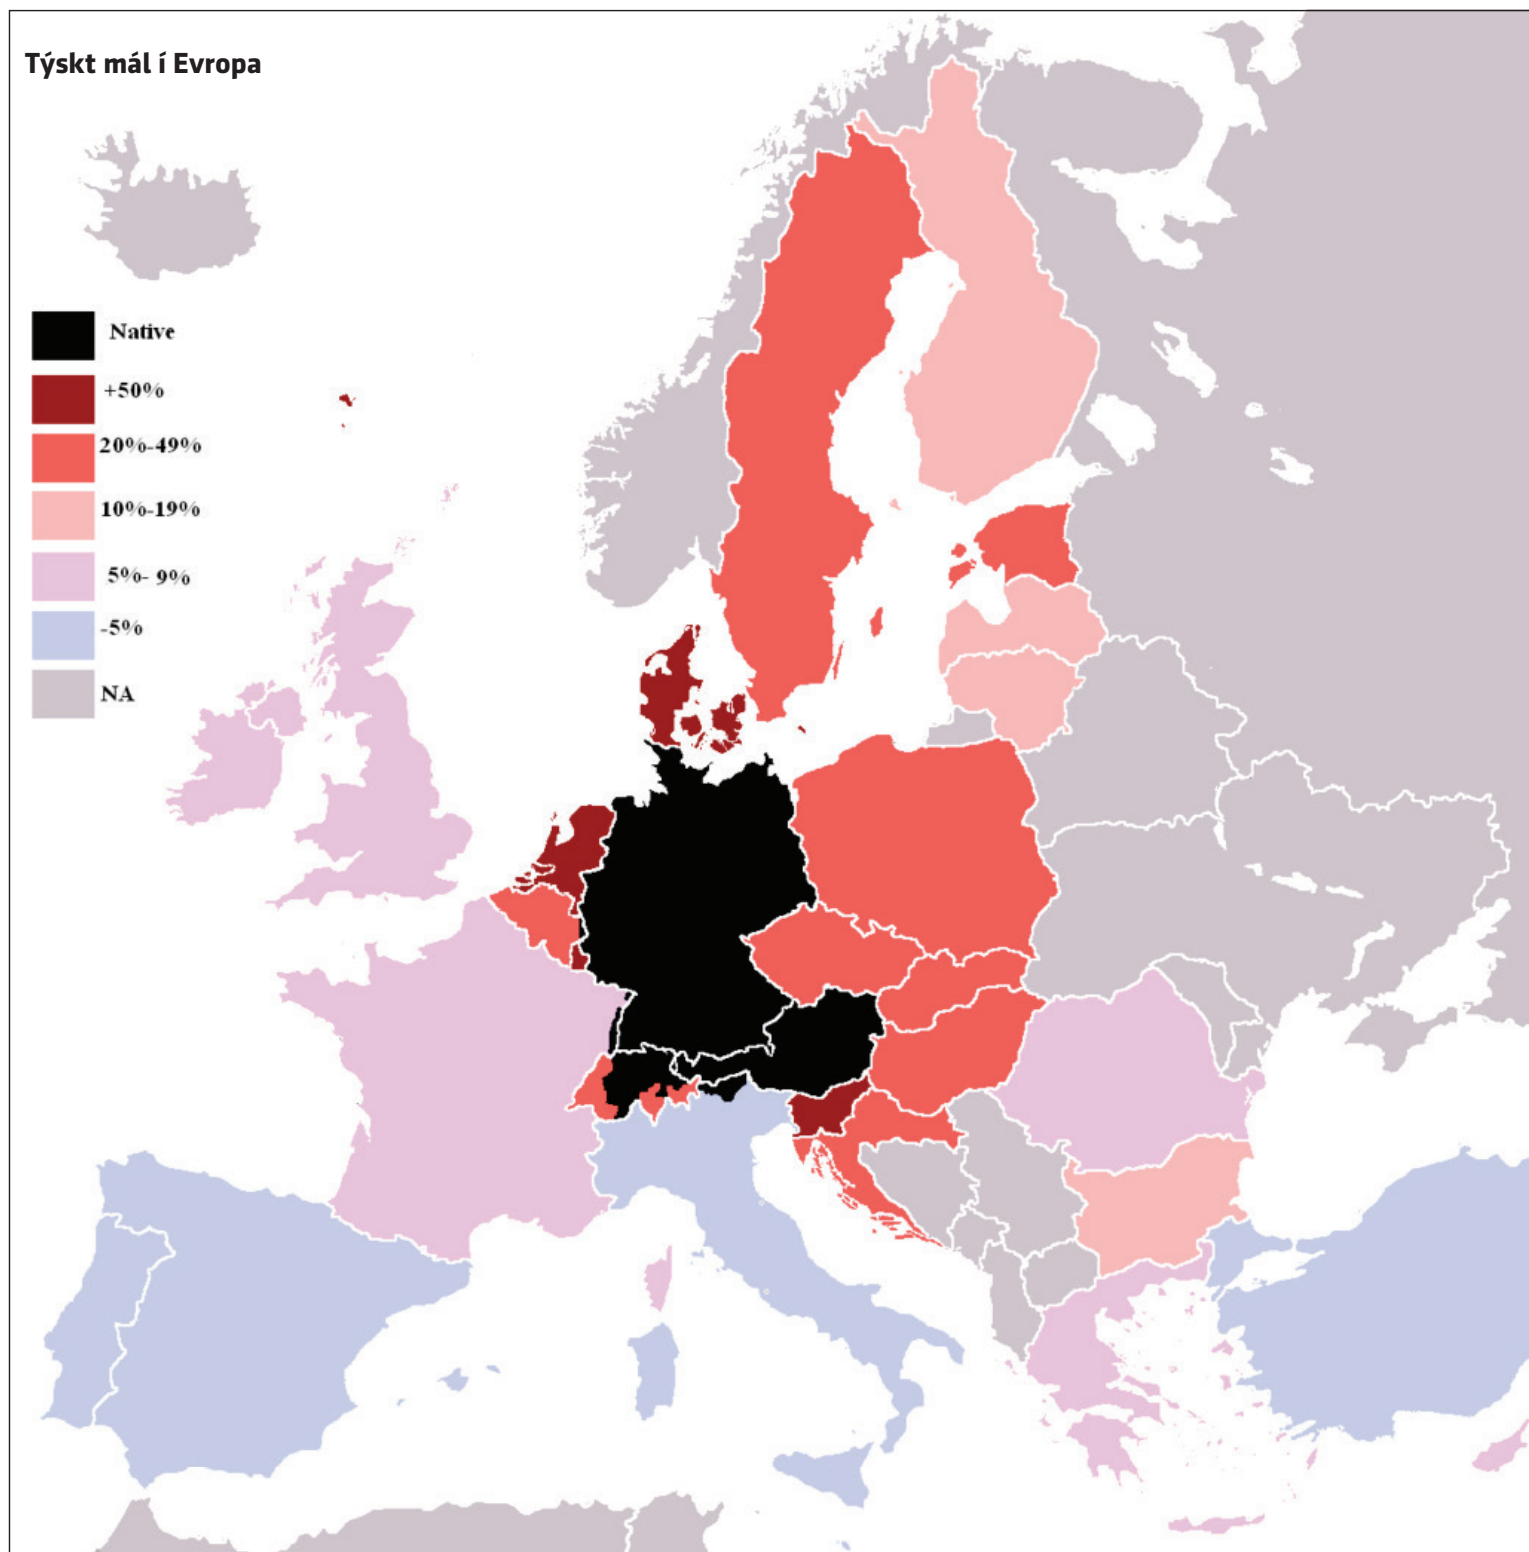 Týskt mál í Evropa
Native
+50%
20%-49%
10%-19%
5%- 9%
-5%
NA